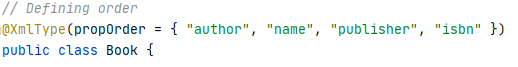 // Defining order
@XmlType(propOrder = { "author", "name", "publisher", "isbn" })
public class Book {